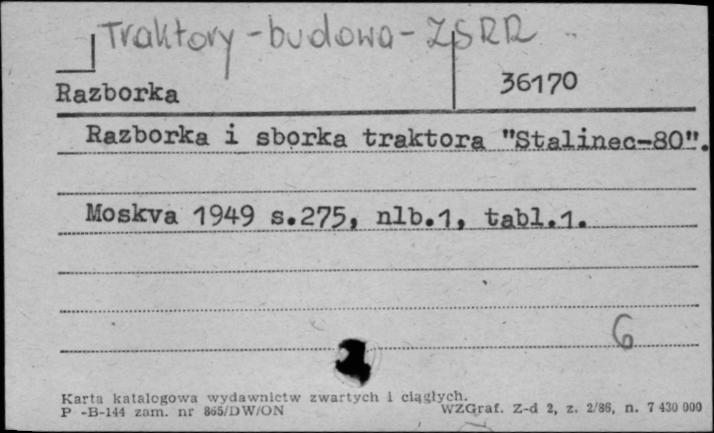 Traktory - budowa - ZSRR
36170
Razborka
Razborka i sborka traktora "Stalinec-80".
Moskva 1949 s.275, nlb.1, tabl.1.
6
Karta katalogowa wydawnictw zwartych i ciągłych.
P -B-144 zam. nr 865/DW/ON
WZGraf. Z-d 2, z. 2/86, n. 7 430 000